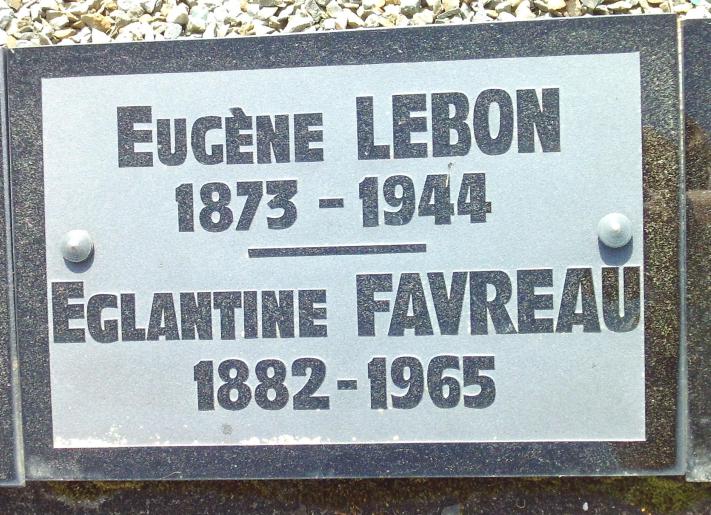 Eugène LEBON
1873 - 1944
Eglantine FAVREAU
1882 - 1965